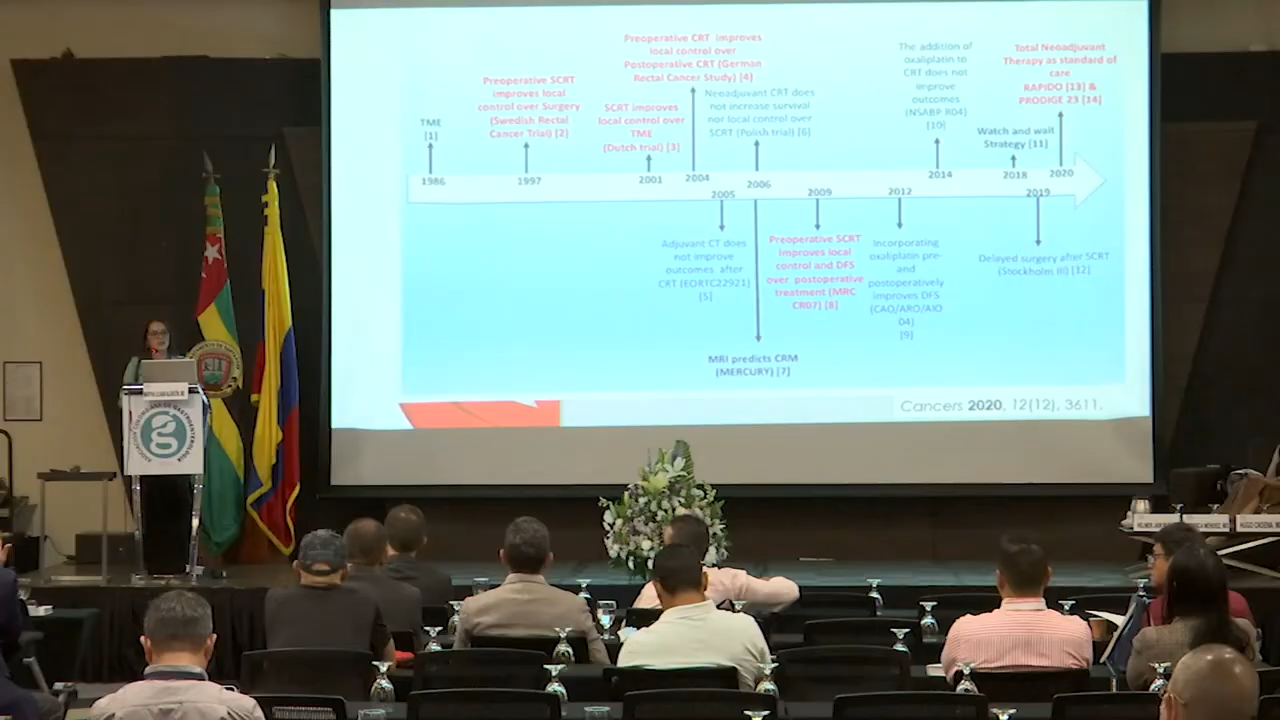 TME
[1]
1986
Preoperative SCRT
improves local
control over Surgery
(Swedish Rectal
Cancer Trial) [2]
1997
SCRT improves
local control over
TME
(Dutch trial) [3]
2001
Preoperative CRT improves
local control over
Postoperative CRT (German
Rectal Cancer Study) [4]
2004
2005
Adjuvant CT does
not improve
outcomes after
CRT (EORTC22921)
[5]
Neoadjuvant CRT does
not increase survival
nor local control over
SCRT (Polish trial) [6]
2006
MRI predicts CRM
(MERCURY) [7]
2009
Preoperative SCRT
improves local
control and DFS
over postoperative
treatment (MRC
CR07) [8]
2012
Incorporating
oxaliplatin pre-
and
postoperatively
improves DFS
(CAO/ARO/AIO
04)
[9]
The addition of
oxaliplatin to
CRT does not
improve
outcomes
(NSABP R04)
[10]
2014
Watch and wait
Strategy [11]
2018
2019
Delayed surgery after SCRT
(Stockholm III) [12]
Total Neoadjuvant
Therapy as standard of
care
RAPIDO [13] &
PRODIGE 23 [14]
2020
Cancers 2020, 12(12), 3611.
ASOCIACIÓN COLOMBIANA DE GASTROENTEROLOGÍA
HUGO CADENA